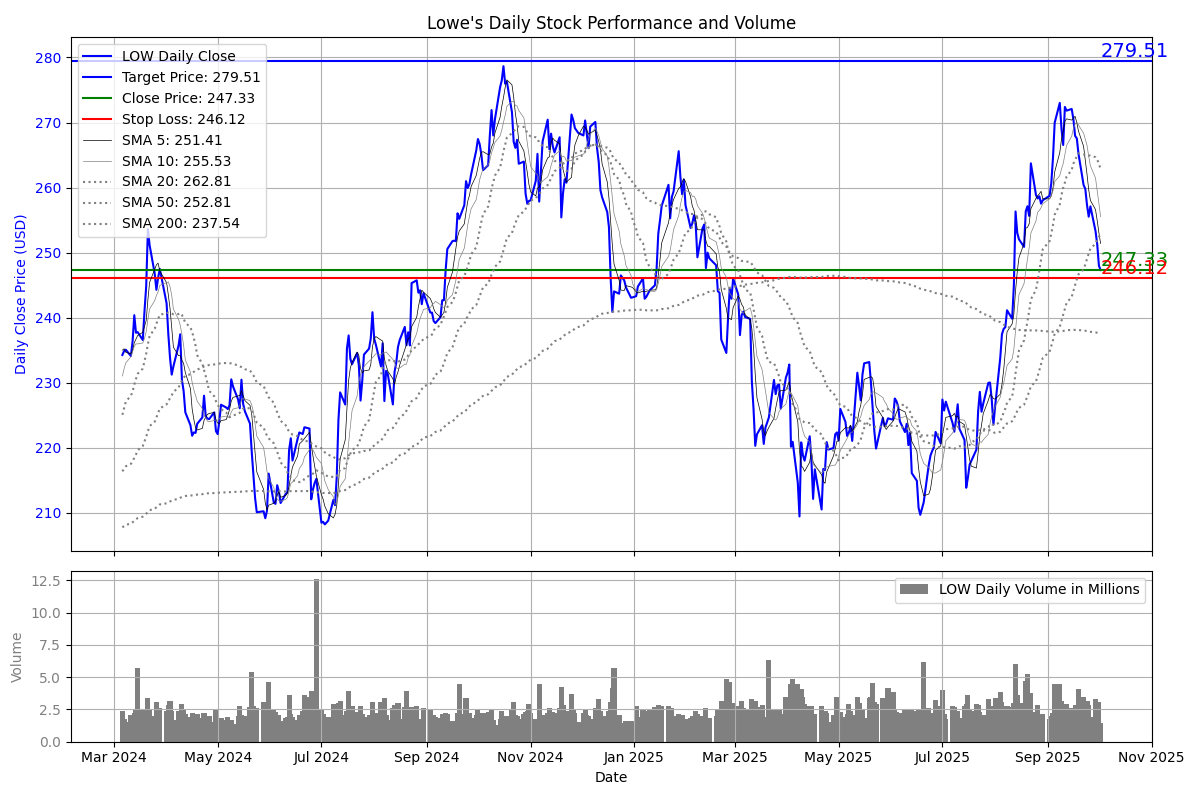 Lowe's Daily Stock Performance and Volume
LOW Daily Close
Target Price: 279.51
Close Price: 247.33
Stop Loss: 246.12
SMA 5: 251.41
SMA 10: 255.53
SMA 20: 262.81
SMA 50: 252.81
SMA 200: 237.54
279.51
247.33
246.12
280
270
260
250
240
230
220
210
Daily Close Price (USD)
LOW Daily Volume in Millions
12.5
10.0
7.5
5.0
2.5
0.0
Volume
Mar 2024 May 2024 Jul 2024 Sep 2024 Nov 2024 Jan 2025 Mar 2025 May 2025 Jul 2025 Sep 2025 Nov 2025
Date